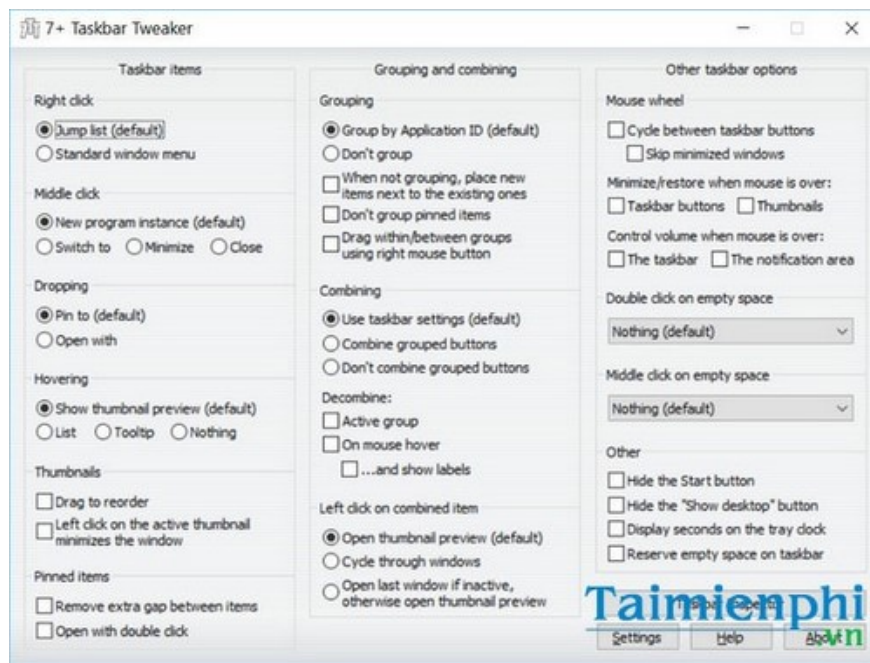 7+ Taskbar Tweaker
Taskbar items
Right click
Jump list (default)
Standard window menu
Middle click
New program instance (default)
Switch to Minimize Close
Dropping
Pin to (default)
Open with
Hovering
Show thumbnail preview (default)
List Tooltip Nothing
Thumbnails
Drag to reorder
Left click on the active thumbnail
minimizes the window
Pinned items
Remove extra gap between items
Open with double click
Grouping and combining
Grouping
Group by Application ID (default)
Don't group
When not grouping, place new
items next to the existing ones
Don't group pinned items
Drag within/between groups
using right mouse button
Combining
Use taskbar settings (default)
Combine grouped buttons
Don't combine grouped buttons
Decombine:
Active group
On mouse hover
...and show labels
Left click on combined item
Open thumbnail preview (default)
Cycle through windows
Open last window if inactive,
otherwise open thumbnail preview
Other taskbar options
Mouse wheel
Cycle between taskbar buttons
Skip minimized windows
Minimize/restore when mouse is over:
Taskbar buttons Thumbnails
Control volume when mouse is over:
The taskbar The notification area
Double click on empty space
Nothing (default)
Middle click on empty space
Nothing (default)
Other
Hide the Start button
Hide the "Show desktop" button
Display seconds on the tray clock
Reserve empty space on taskbar
Taimienphi
.vn
Settings Help About